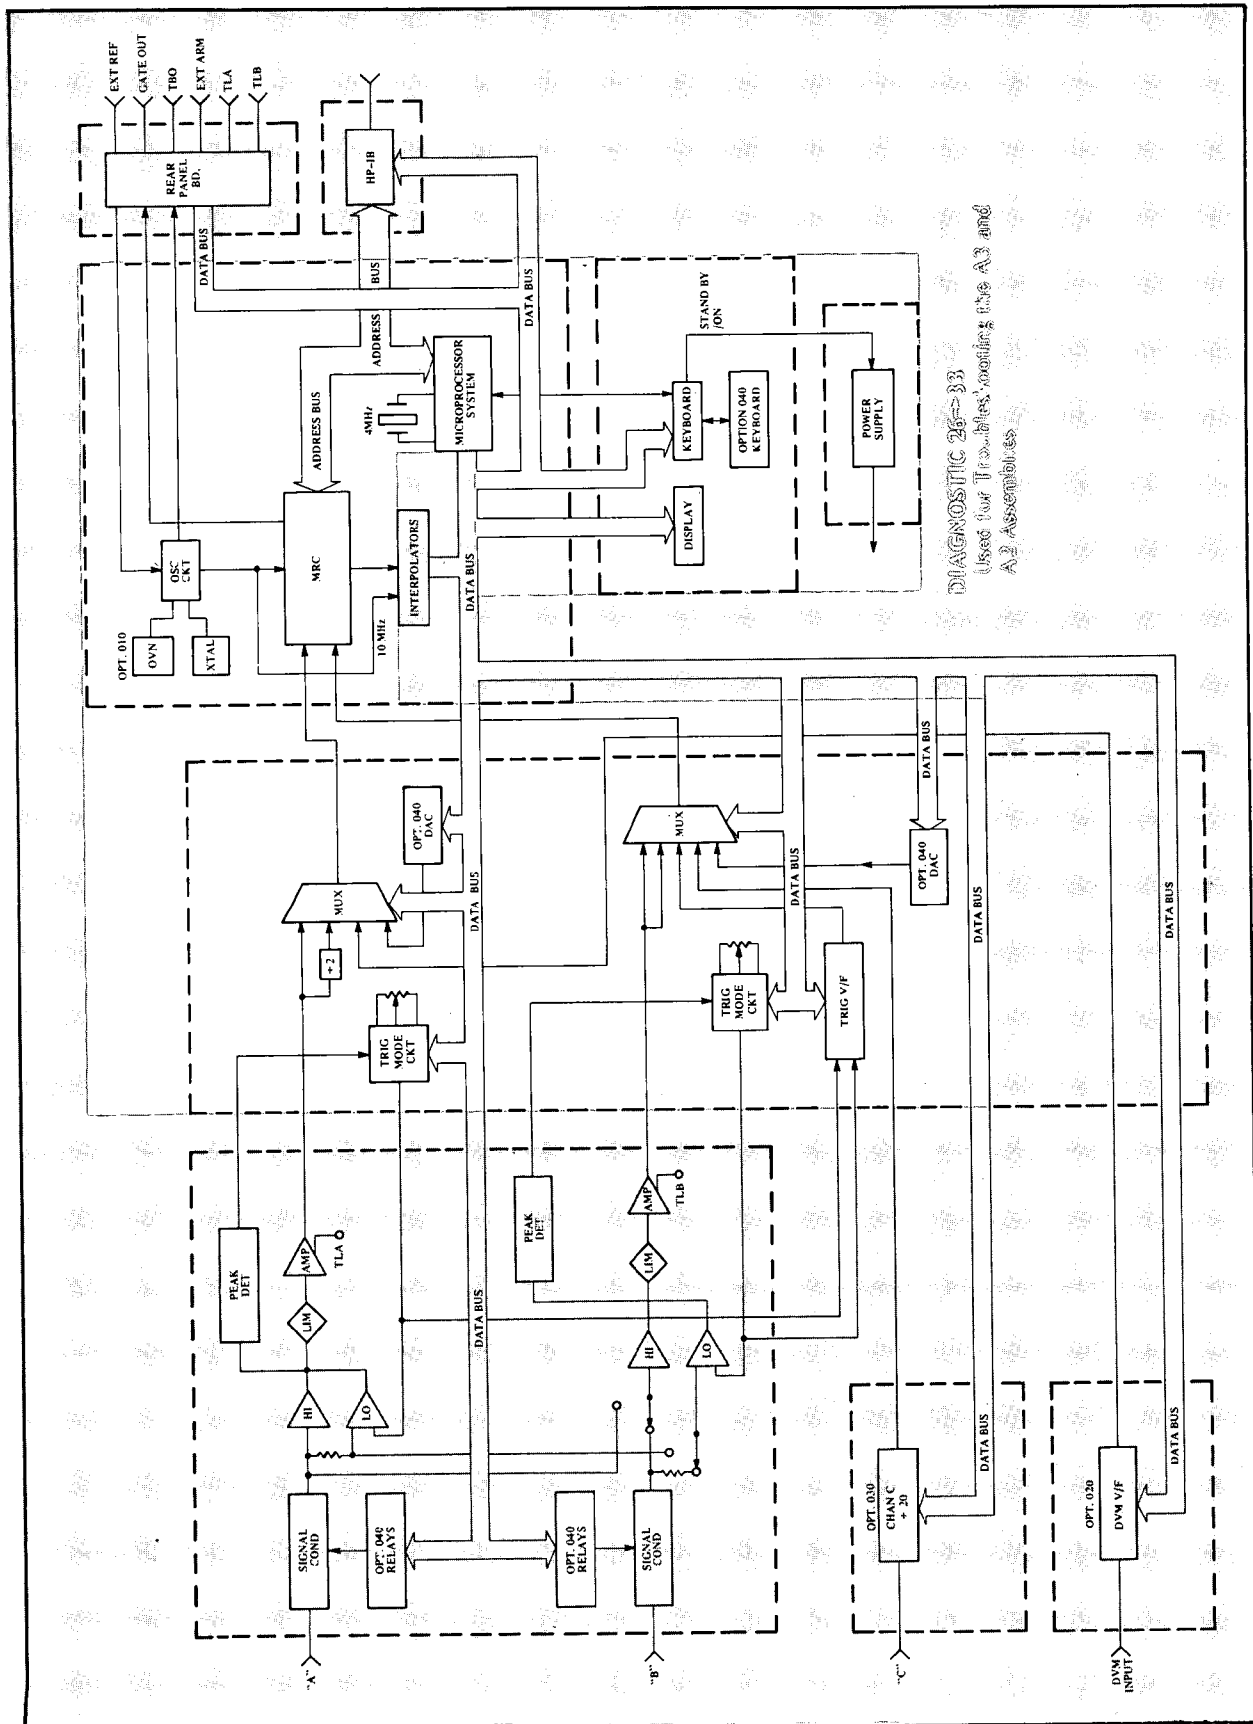 EXT REF
GATE OUT
TBO
EXT ARM
TLA
TLB
REAR
PANEL
BD.
HP-IB
DATA BUS
BUS
ADDRESS
DATA BUS
ADDRESS BUS
OPT. 010
OVN
XTAL
OSC
CKT
MRC
4MHz
MICROPROCESSOR
SYSTEM
10 MHz
INTERPOLATORS
DATA BUS
STAND BY
/ON
KEYBOARD
OPTION 040
KEYBOARD
DISPLAY
POWER
SUPPLY
DIAGNOSTIC 26->33
Used for Troubleshooting the A3 and
A2 Assemblies
MUX
÷2
OPT. 040
DAC
TRIG
MODE
CKT
DATA BUS
MUX
DATA BUS
OPT. 040
DAC
DATA BUS
TRIG
MODE
CKT
TRIG V/F
DATA BUS
DATA BUS
PEAK
DET
AMP
TLA
LIM
HI
LO
SIGNAL
COND
OPT. 040
RELAYS
"A"
DATA BUS
PEAK
DET
AMP
TLB
LIM
HI
LO
OPT. 040
RELAYS
SIGNAL
COND
"B"
OPT. 030
CHAN C
÷ 20
"C"
DATA BUS
OPT. 020
DVM V/F
DVM
INPUT
DATA BUS